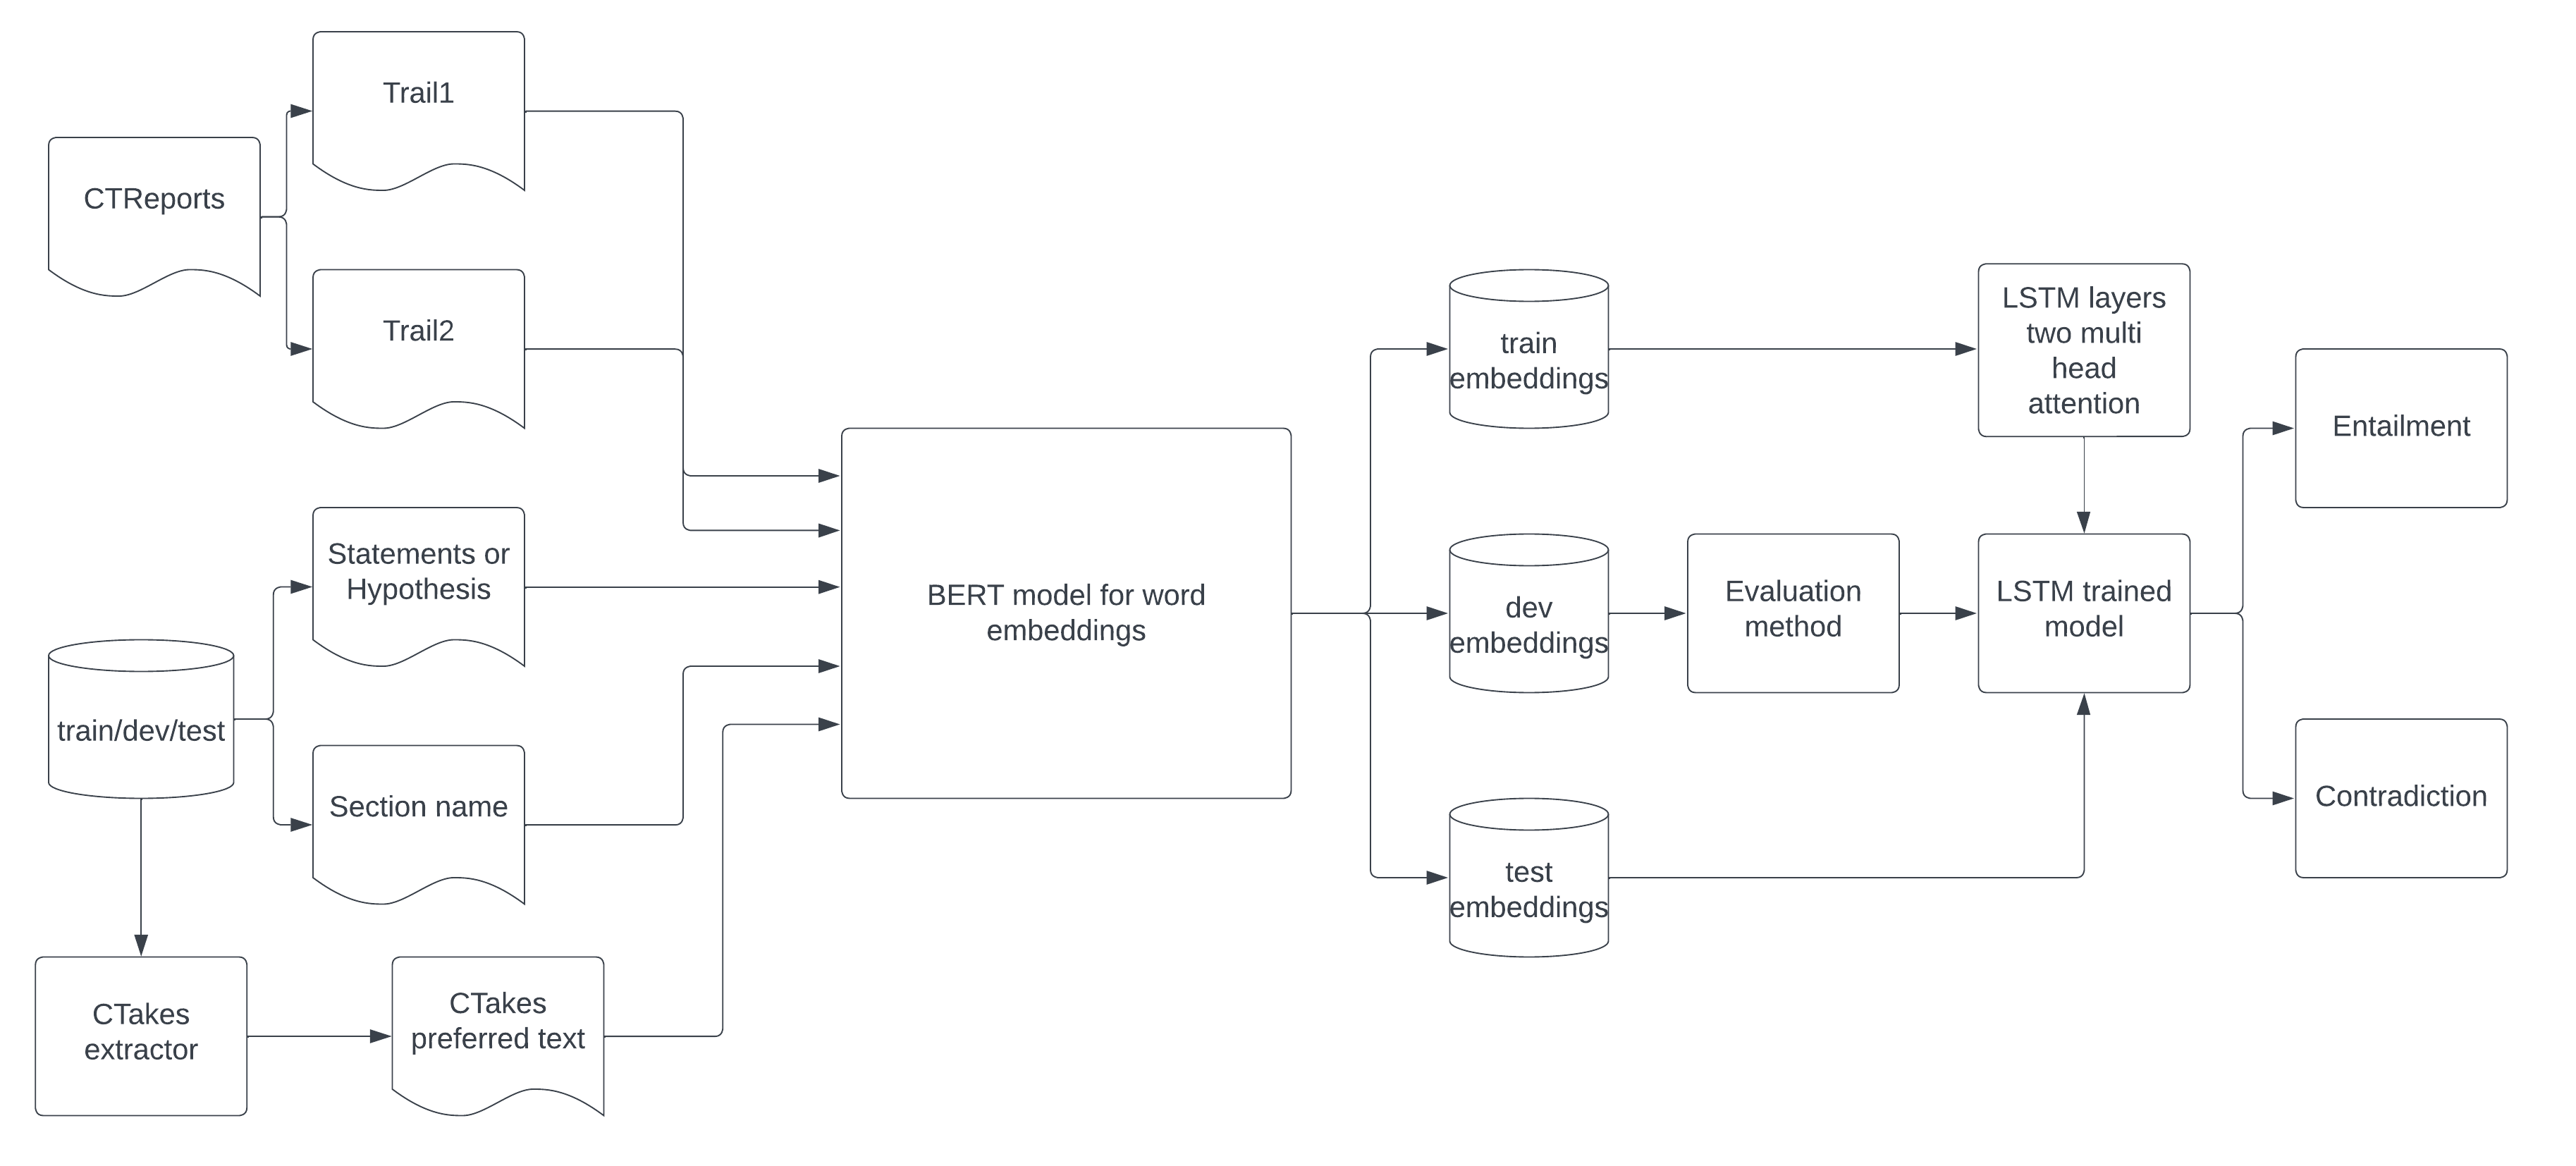 Trail1
CTReports
Trail2
Statements or
Hypothesis
train/dev/test
Section name
CTakes
extractor
CTakes
preferred text
BERT model for word
embeddings
train
embeddings
dev
embeddings
test
embeddings
Evaluation
method
LSTM layers
two multi
head
attention
LSTM trained
model
Entailment
Contradiction